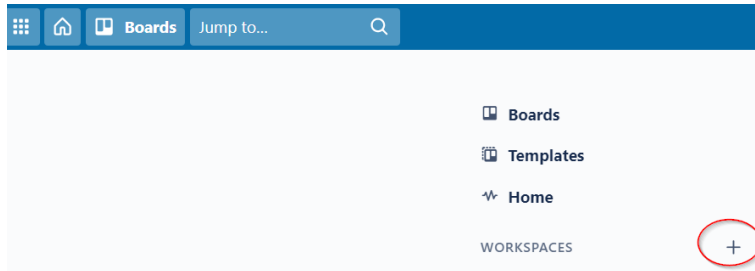 Boards Jump to...
Boards
Templates
Home
WORKSPACES